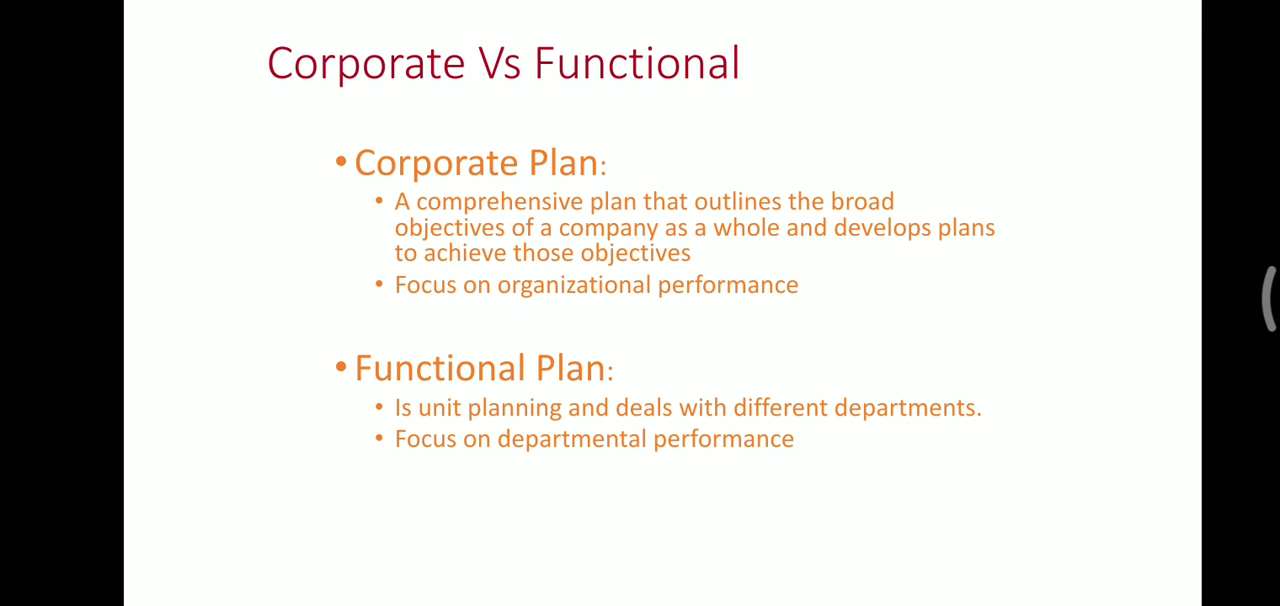 Corporate Vs Functional
• Corporate Plan:
• A comprehensive plan that outlines the broad
objectives of a company as a whole and develops plans
to achieve those objectives
• Focus on organizational performance
• Functional Plan:
• Is unit planning and deals with different departments.
• Focus on departmental performance